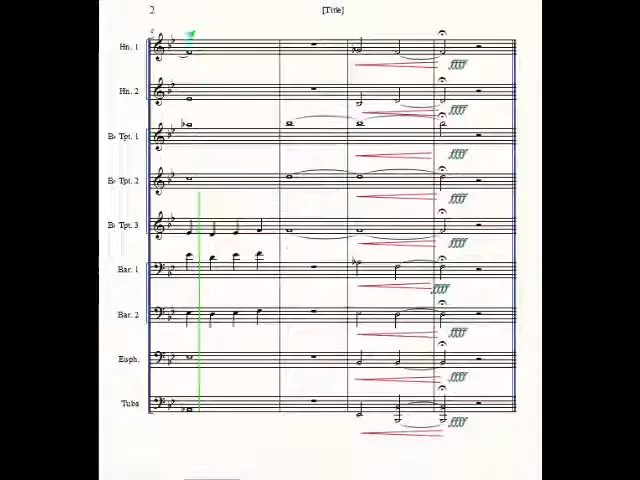 2
[Title]
Hn. 1
ffff
Hn. 2
ffff
B♭ Tpt. 1
ffff
B♭ Tpt. 2
ffff
B♭ Tpt. 3
ffff
Bar. 1
ffff
Bar. 2
ffff
Euph.
ffff
Tuba
ffff